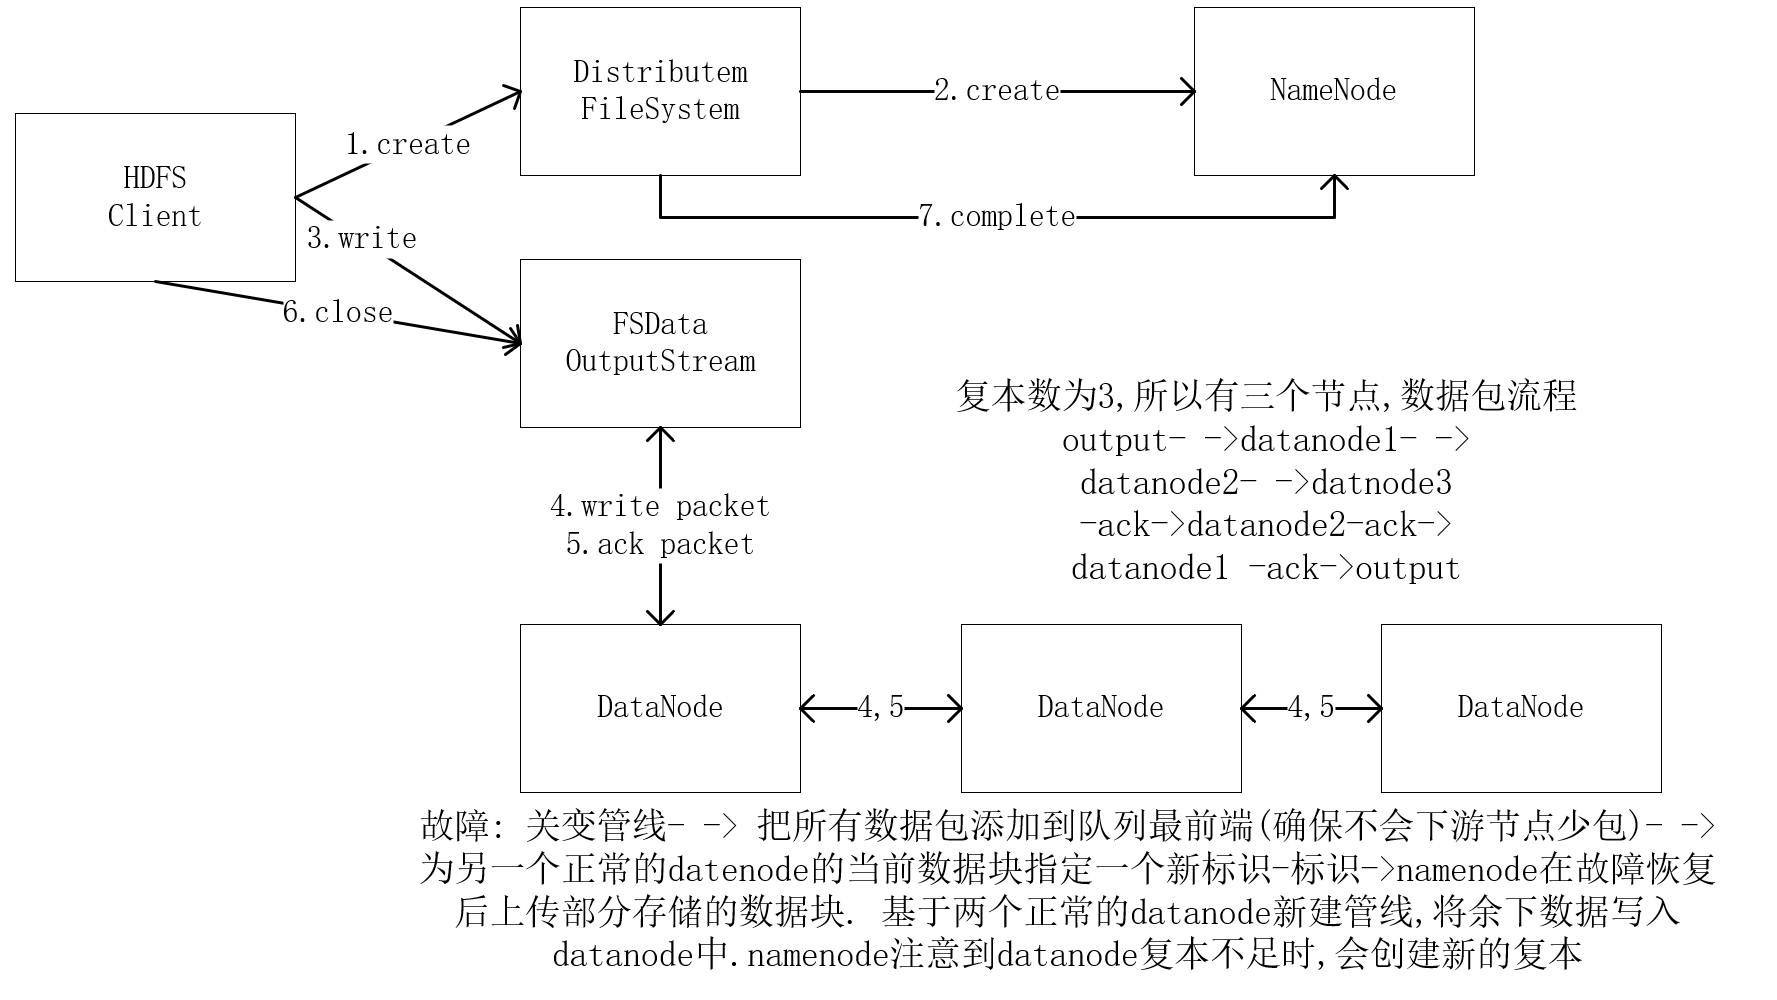 Distributem
FileSystem
2.create
NameNode
1.create
HDFS
Client
7.complete
3.write
6.close
FSData
OutputStream
复本数为3,所以有三个节点,数据包流程
output- ->datanode1- ->
datanode2- ->datnode3
-ack->datanode2-ack->
datanode1 -ack->output
4.write packet
5.ack packet
DataNode
4,5
DataNode
4,5
DataNode
故障: 关变管线- -> 把所有数据包添加到队列最前端(确保不会下游节点少包)- ->
为另一个正常的datenode的当前数据块指定一个新标识-标识->namenode在故障恢复
后上传部分存储的数据块. 基于两个正常的datanode新建管线,将余下数据写入
datanode中.namenode注意到datanode复本不足时,会创建新的复本